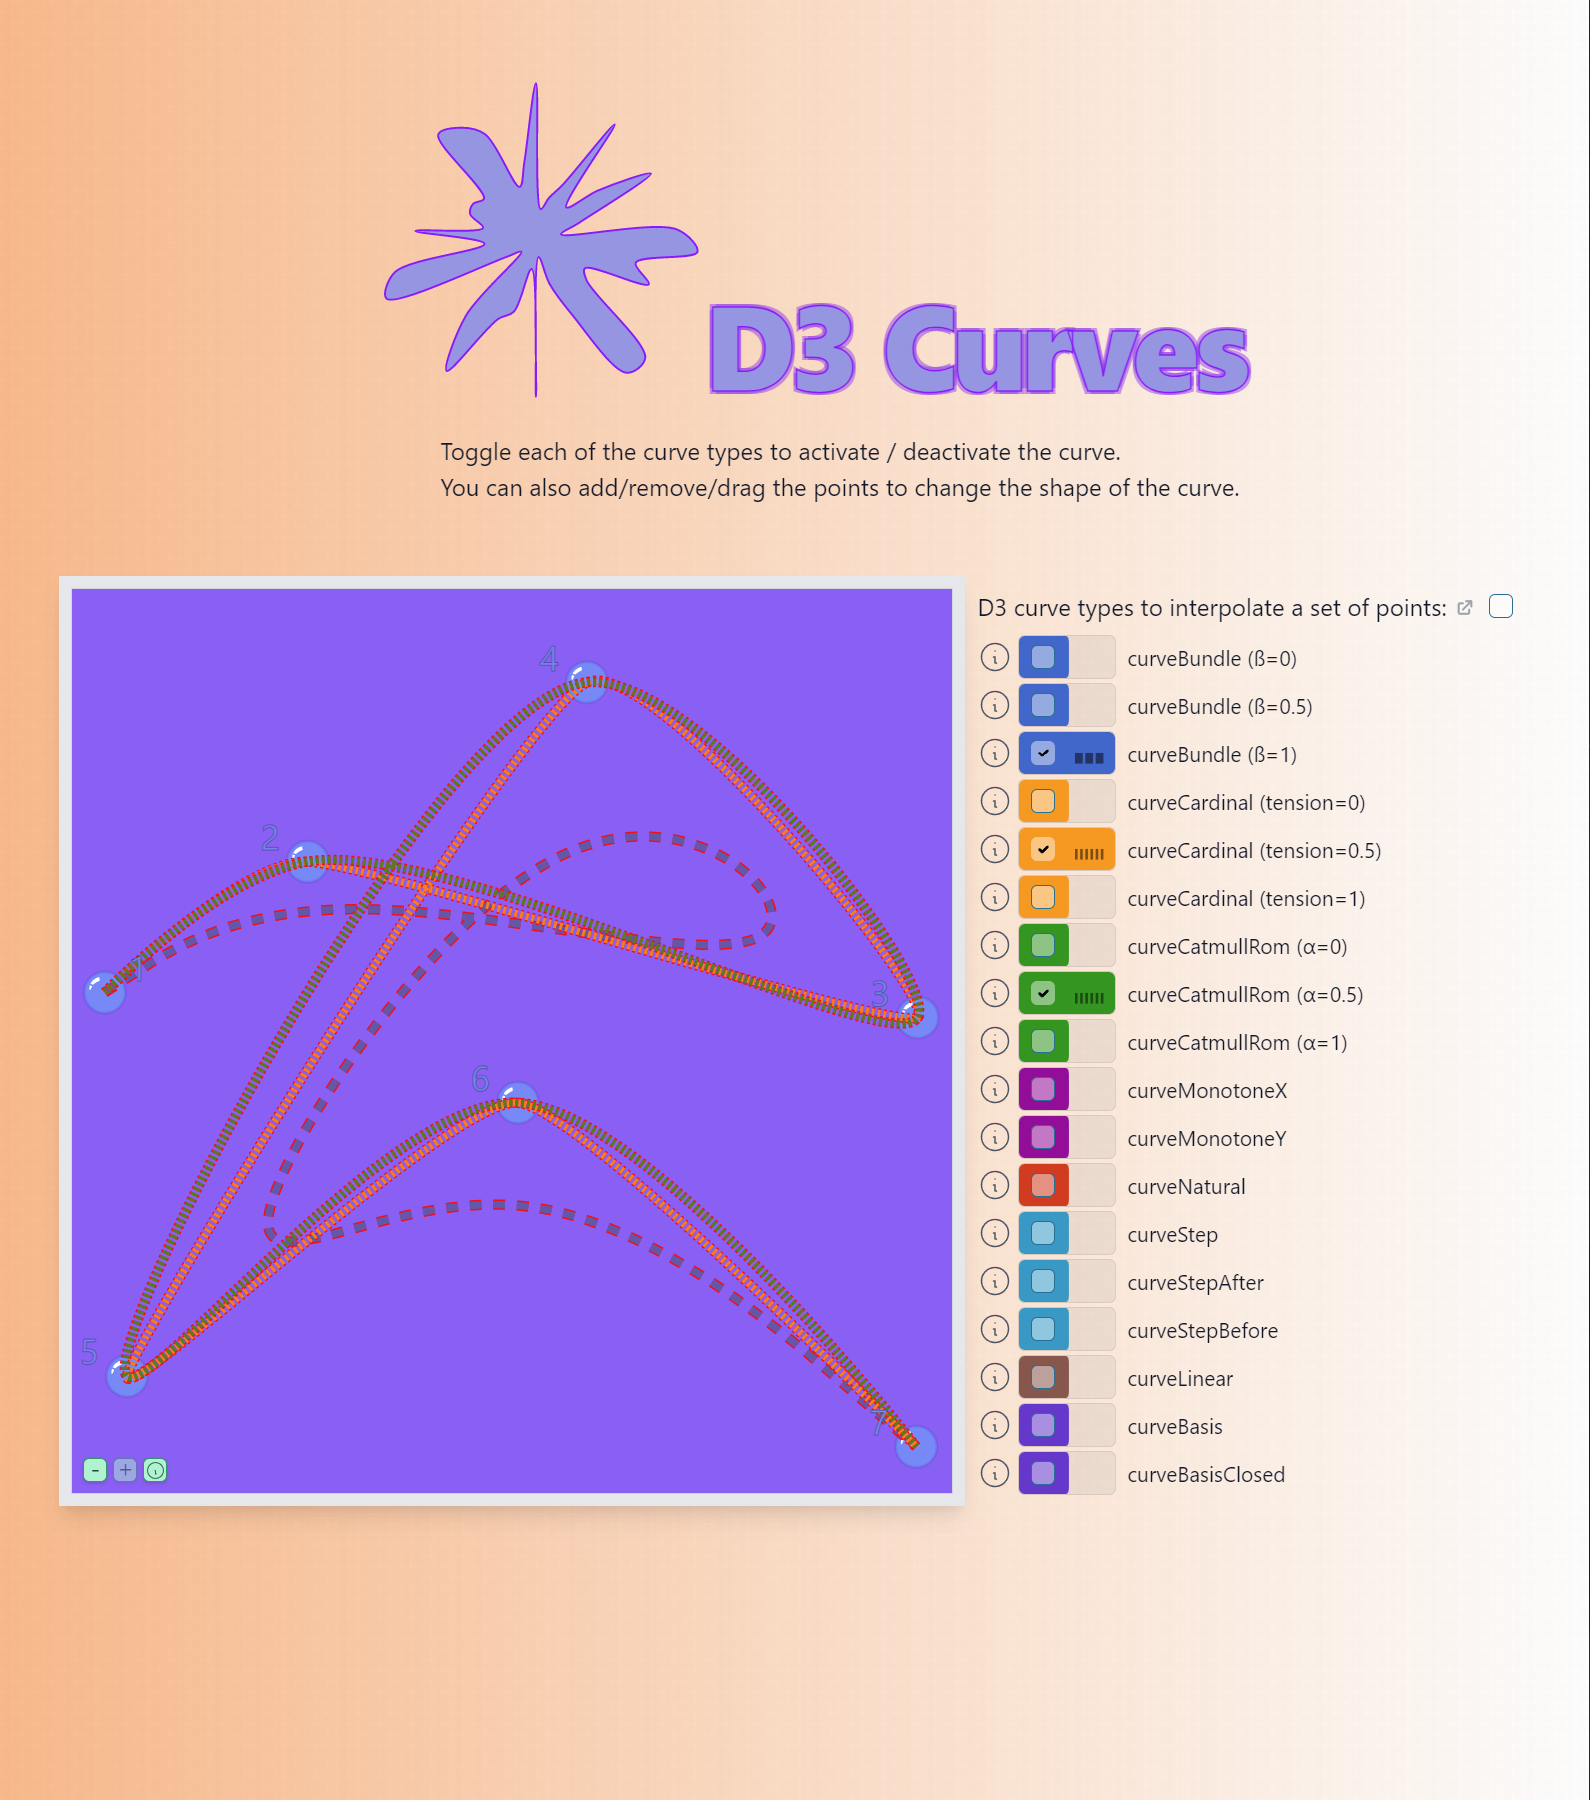 D3 Curves
Toggle each of the curve types to activate / deactivate the curve.
You can also add/remove/drag the points to change the shape of the curve.
D3 curve types to interpolate a set of points:
curveBundle (ß=0)
curveBundle (ß=0.5)
curveBundle (ß=1)
curveCardinal (tension=0)
curveCardinal (tension=0.5)
curveCardinal (tension=1)
curveCatmullRom (α=0)
curveCatmullRom (α=0.5)
curveCatmullRom (α=1)
curveMonotoneX
curveMonotoneY
curveNatural
curveStep
curveStepAfter
curveStepBefore
curveLinear
curveBasis
curveBasisClosed
4
2
1
3
6
5
7
- +